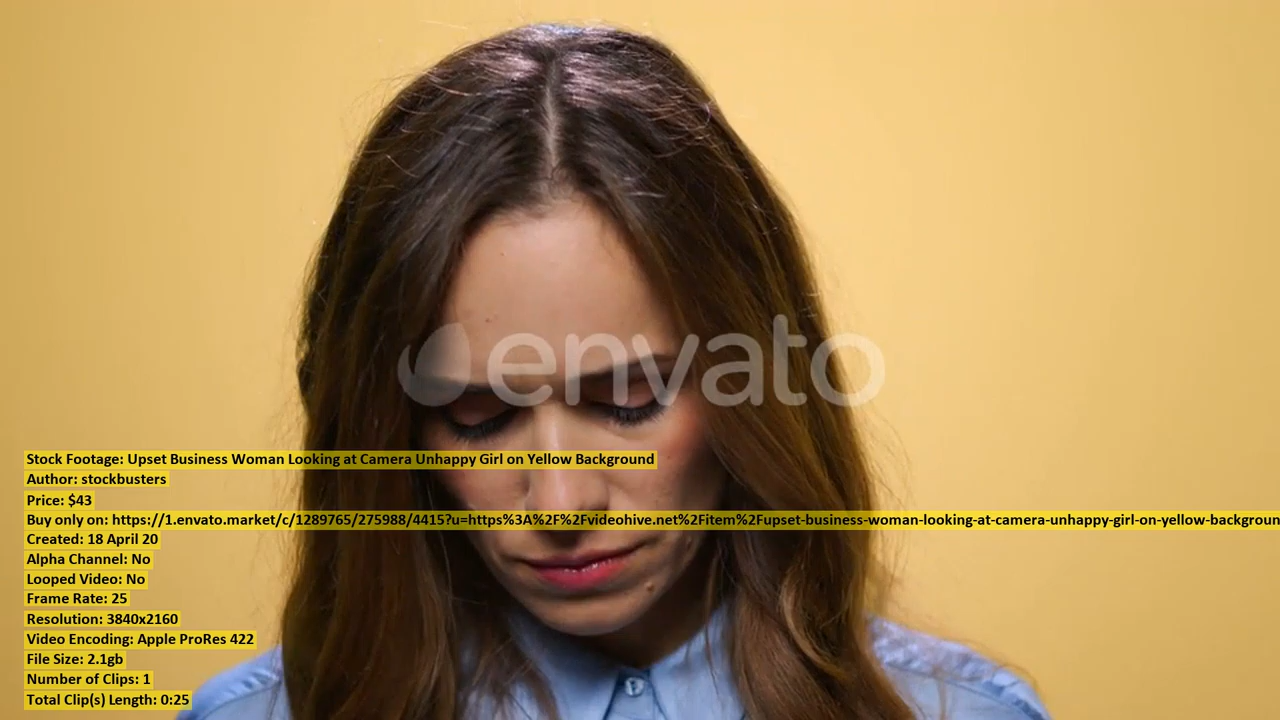 envato
Stock Footage: Upset Business Woman Looking at Camera Unhappy Girl on Yellow Background
Author: stockbusters
Price: $43
Buy only on: https://1.envato.market/c/1289765/275988/4415?u=https%3A%2F%2Fvideohive.net%2Fitem%2Fupset-business-woman-looking-at-camera-unhappy-girl-on-yellow-backgroun
Created: 18 April 20
Alpha Channel: No
Looped Video: No
Frame Rate: 25
Resolution: 3840x2160
Video Encoding: Apple ProRes 422
File Size: 2.1gb
Number of Clips: 1
Total Clip(s) Length: 0:25